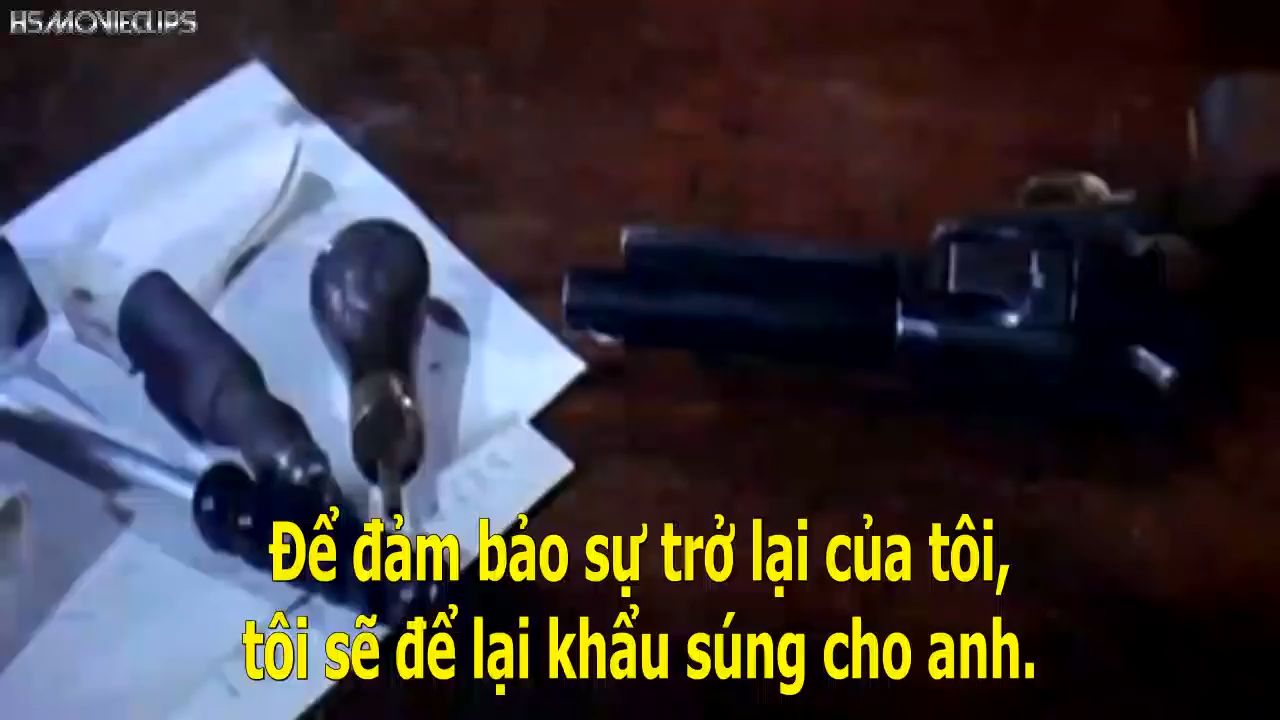 HSMOVIECLIPS
Để đảm bảo sự trở lại của tôi,
tôi sẽ để lại khẩu súng cho anh.